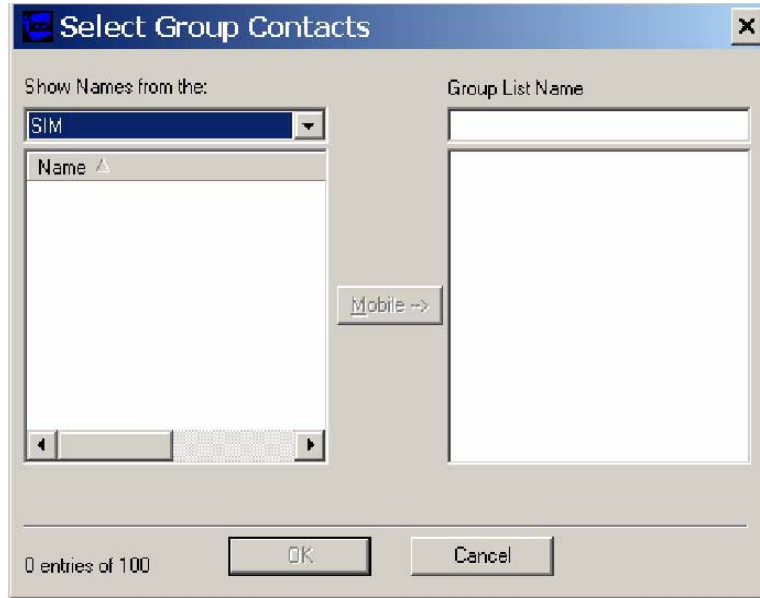 Select Group Contacts
Show Names from the:
Group List Name
SIM
Name
Mobile -->
0 entries of 100
OK
Cancel